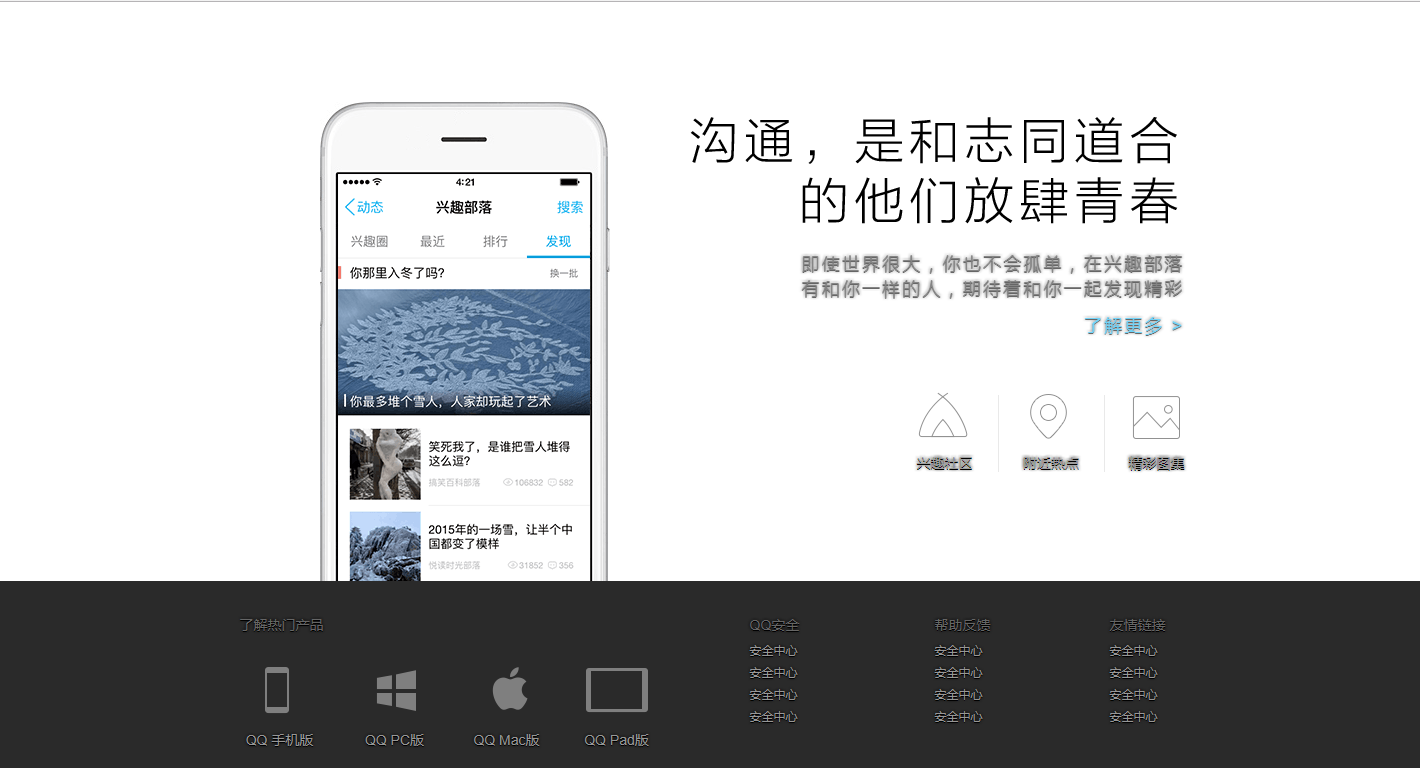 4:21
动态
兴趣部落
搜索
兴趣圈
最近
排行
发现
你那里入冬了吗?
换一批
你最多堆个雪人，人家却玩起了艺术
笑死我了，是谁把雪人堆得
这么逗?
搞笑百科部落
106832
582
2015年的一场雪，让半个中
国都变了模样
悦读时光部落
31852
356
沟通，是和志同道合
的他们放肆青春
即使世界很大，你也不会孤单，在兴趣部落
有和你一样的人，期待着和你一起发现精彩
了解更多 >
兴趣社区
附近热点
精彩图集
了解热门产品
QQ 手机版
QQ PC版
QQ Mac版
QQ Pad版
QQ安全
安全中心
安全中心
安全中心
安全中心
帮助反馈
安全中心
安全中心
安全中心
安全中心
友情链接
安全中心
安全中心
安全中心
安全中心